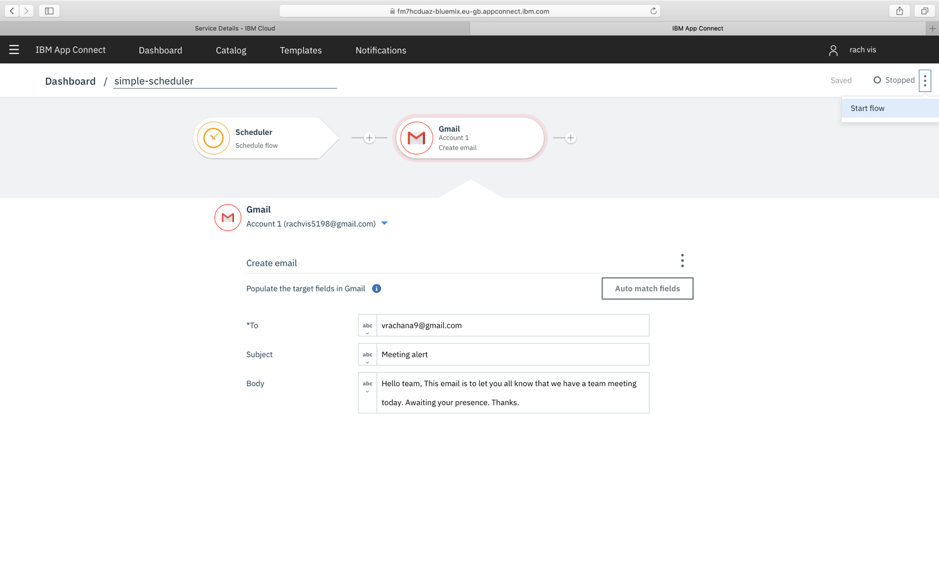 fm7hcduaz-bluemix.eu-gb.appconnect.ibm.com
Service Details - IBM Cloud
IBM App Connect
IBM App Connect
Dashboard
Catalog
Templates
Notifications
rach vis
Dashboard / simple-scheduler
Saved
Stopped
Start flow
Scheduler
Schedule flow
Gmail
Account 1
Create email
Gmail
Account 1 (rachvis5198@gmail.com)
Create email
Populate the target fields in Gmail
Auto match fields
*To
abc
vrachana9@gmail.com
Subject
abc
Meeting alert
Body
abc
Hello team, This email is to let you all know that we have a team meeting
today. Awaiting your presence. Thanks.